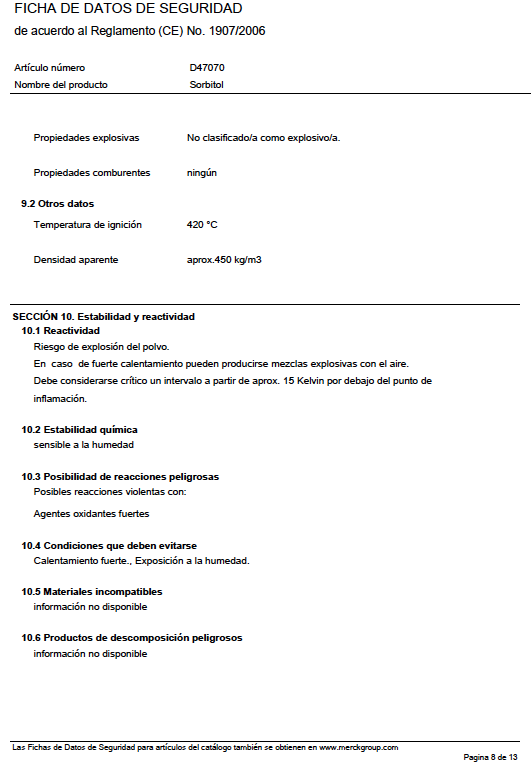 FICHA DE DATOS DE SEGURIDAD
de acuerdo al Reglamento (CE) No. 1907/2006
Artículo número D47070
Nombre del producto Sorbitol
Propiedades explosivas No clasificado/a como explosivo/a.
Propiedades comburentes ningún
9.2 Otros datos
Temperatura de ignición 420 °C
Densidad aparente aprox.450 kg/m3
SECCIÓN 10. Estabilidad y reactividad
10.1 Reactividad
Riesgo de explosión del polvo.
En caso de fuerte calentamiento pueden producirse mezclas explosivas con el aire.
Debe considerarse crítico un intervalo a partir de aprox. 15 Kelvin por debajo del punto de
inflamación.
10.2 Estabilidad química
sensible a la humedad
10.3 Posibilidad de reacciones peligrosas
Posibles reacciones violentas con:
Agentes oxidantes fuertes
10.4 Condiciones que deben evitarse
Calentamiento fuerte., Exposición a la humedad.
10.5 Materiales incompatibles
información no disponible
10.6 Productos de descomposición peligrosos
información no disponible
Las Fichas de Datos de Seguridad para artículos del catálogo también se obtienen en www.merckgroup.com
Pagina 8 de 13